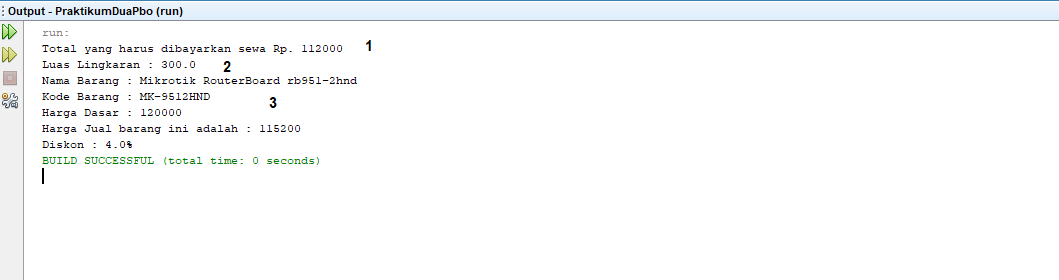 Output - PraktikumDuaPbo (run)
run:
Total yang harus dibayarkan sewa Rp. 112000 1
Luas Lingkaran : 300.0 2
Nama Barang : Mikrotik RouterBoard rb951-2hnd
Kode Barang : MK-9512HND 3
Harga Dasar : 120000
Harga Jual barang ini adalah : 115200
Diskon : 4.0%
BUILD SUCCESSFUL (total time: 0 seconds)